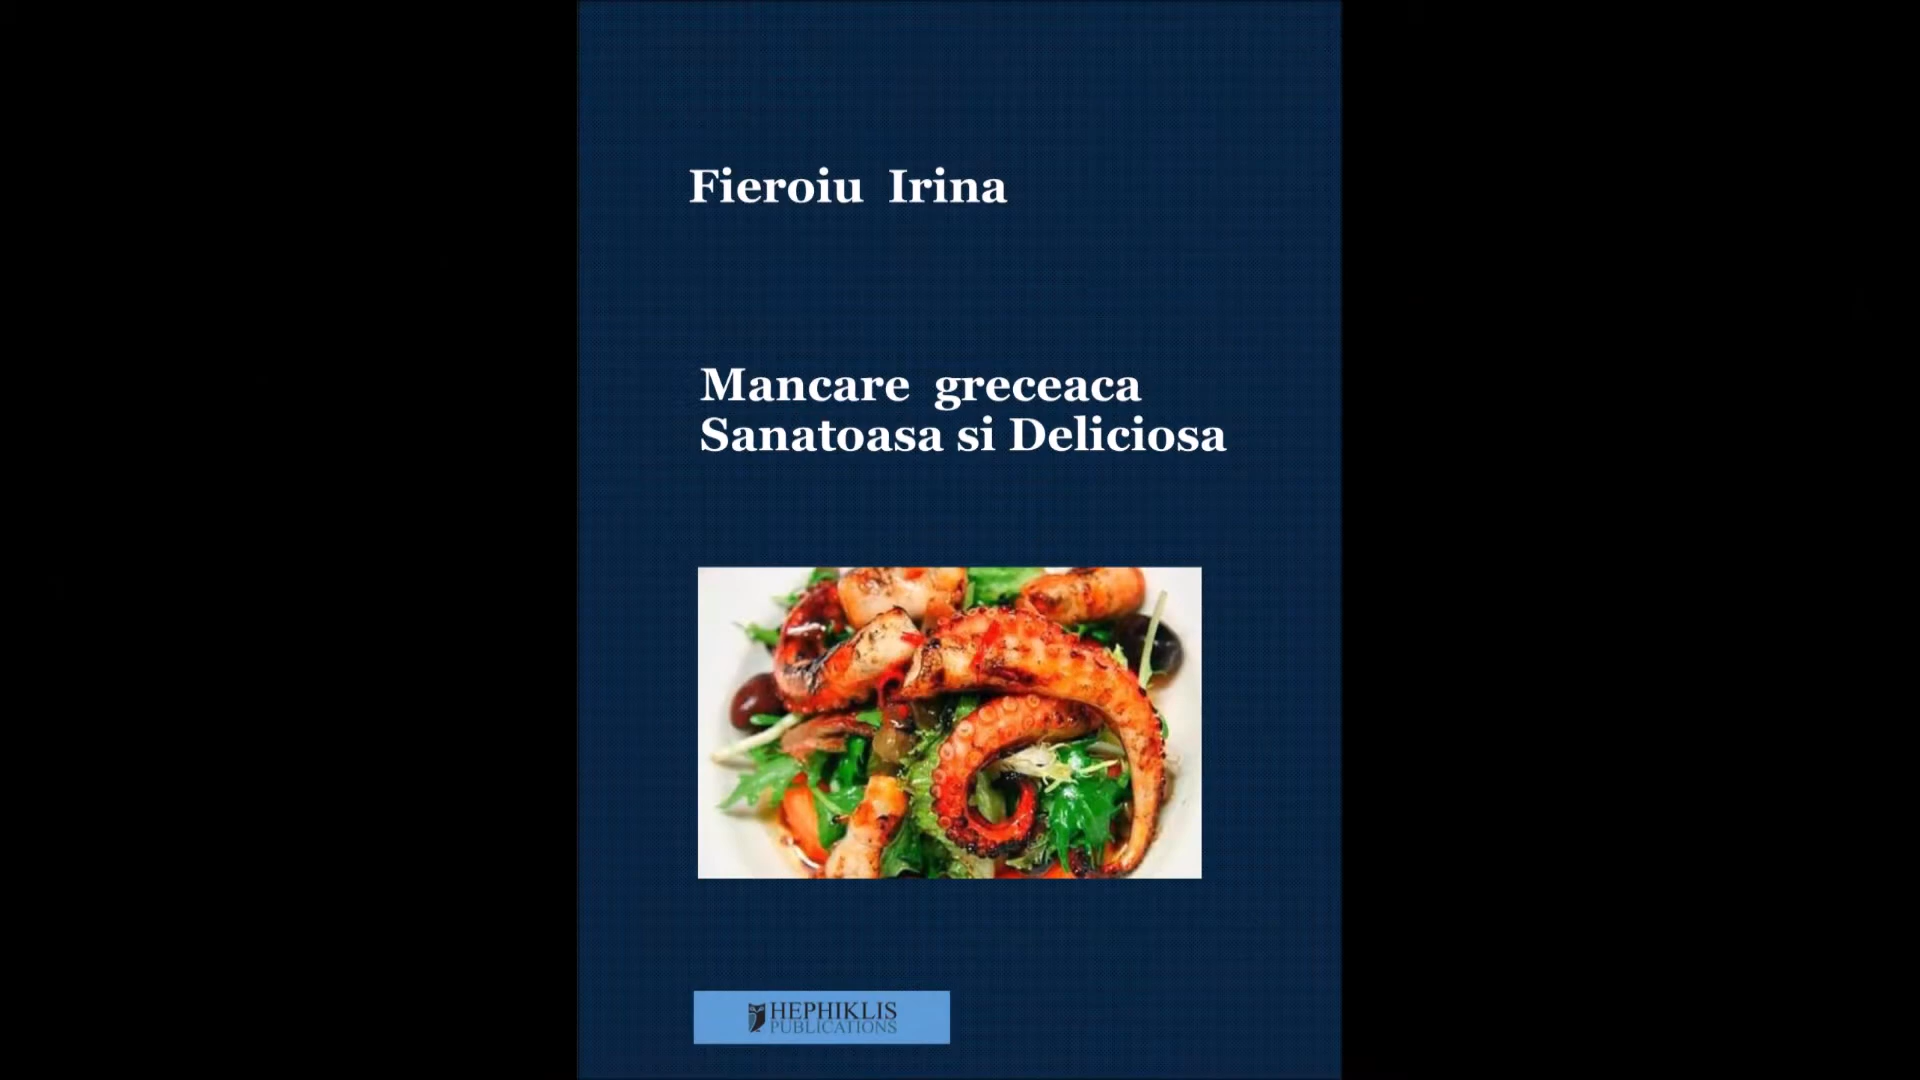 Fieroiu Irina
Mancare greceaca
Sanatoasa si Deliciosa
HEPHIKLIS
PUBLICATIONS